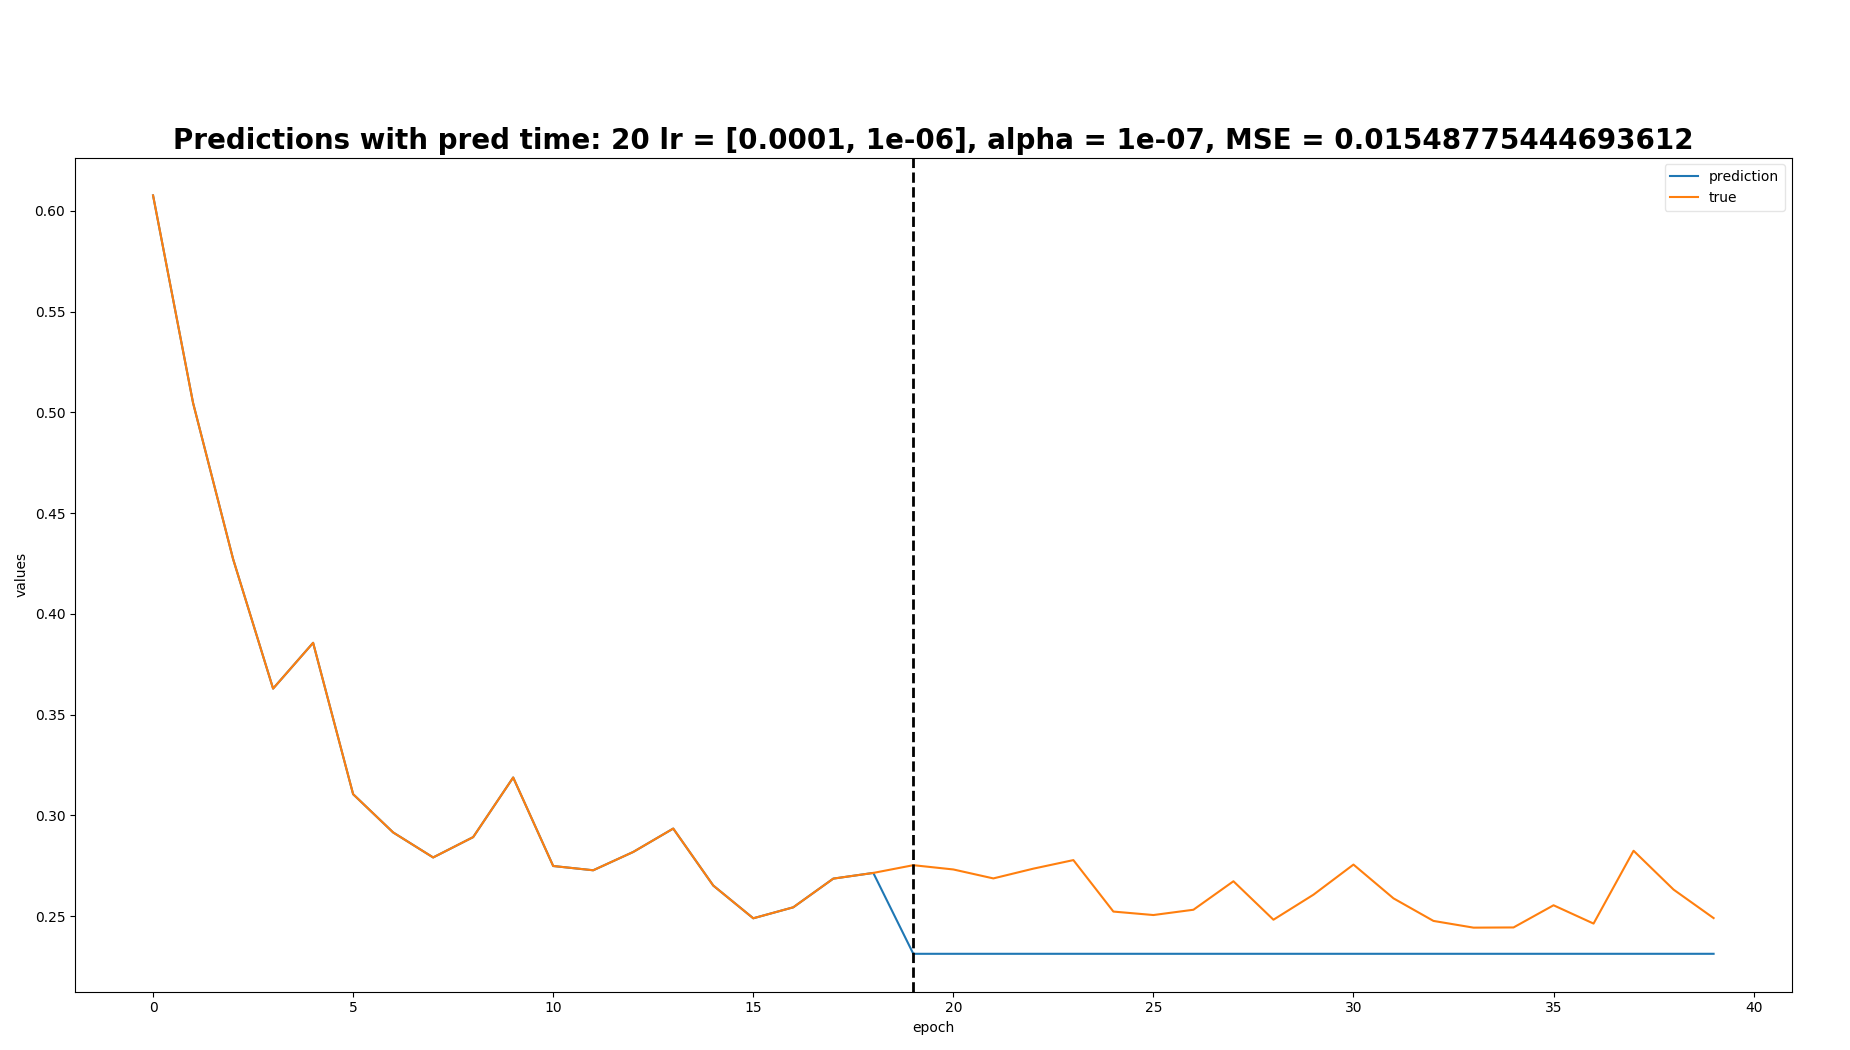 Predictions with pred time: 20 lr = [0.0001, 1e-06], alpha = 1e-07, MSE = 0.01548775444693612
prediction
true
0.60
0.55
0.50
0.45
0.40
0.35
0.30
0.25
values
0 5 10 15 20 25 30 35 40
epoch